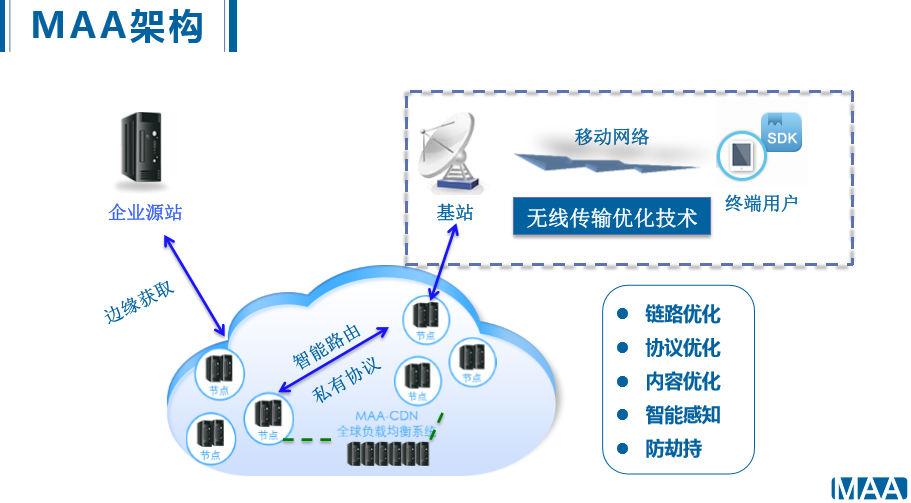 MAA架构
移动网络
SDK
企业源站
基站
无线传输优化技术
终端用户
边缘获取
智能路由
私有协议
节点
节点
节点
节点
节点
节点
MAA-CDN
全球负载均衡系统
链路优化
协议优化
内容优化
智能感知
防劫持
MAA